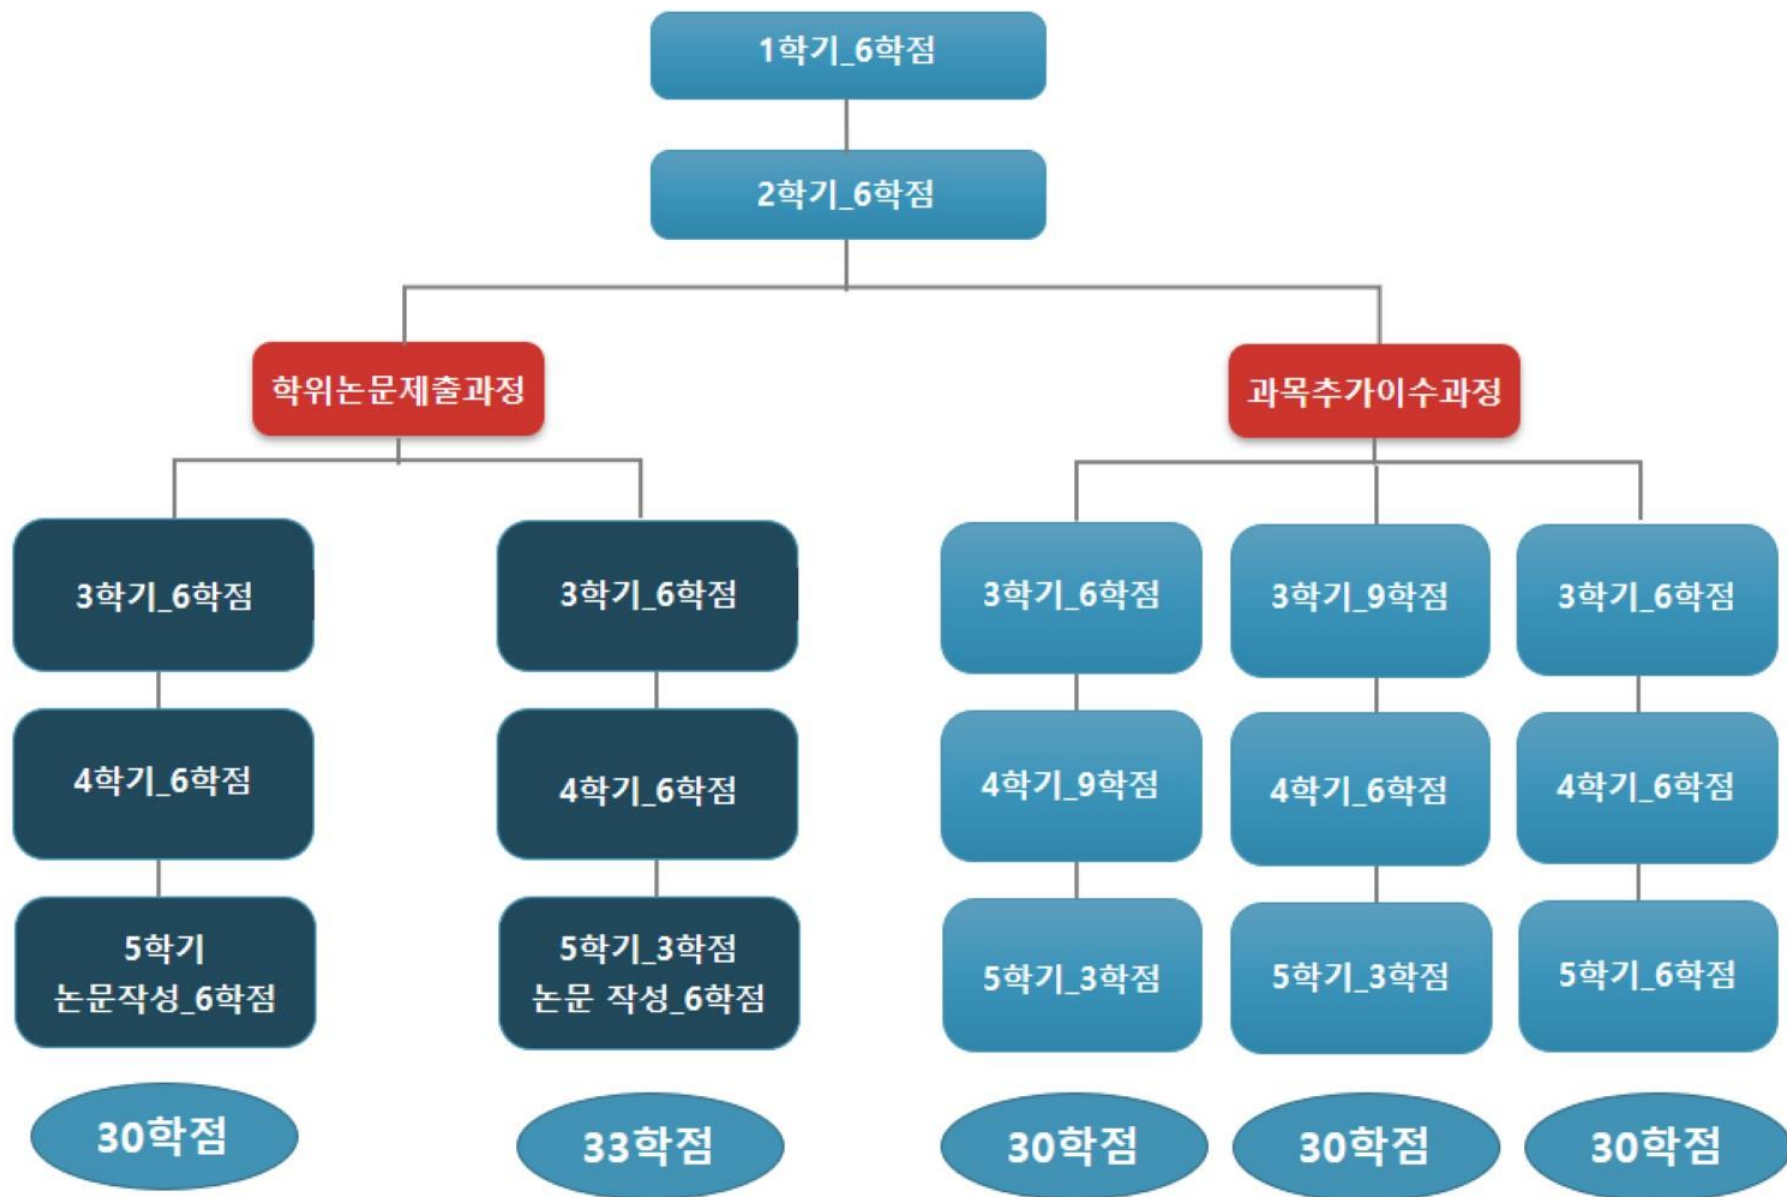 1학기_6학점
2학기_6학점
학위논문제출과정
과목추가이수과정
3학기_6학점
3학기_6학점
3학기_6학점
3학기_9학점
3학기_6학점
4학기_6학점
4학기_6학점
4학기_9학점
4학기_6학점
4학기_6학점
5학기
논문작성_6학점
5학기_3학점
논문 작성_6학점
5학기_3학점
5학기_3학점
5학기_6학점
30학점
33학점
30학점
30학점
30학점